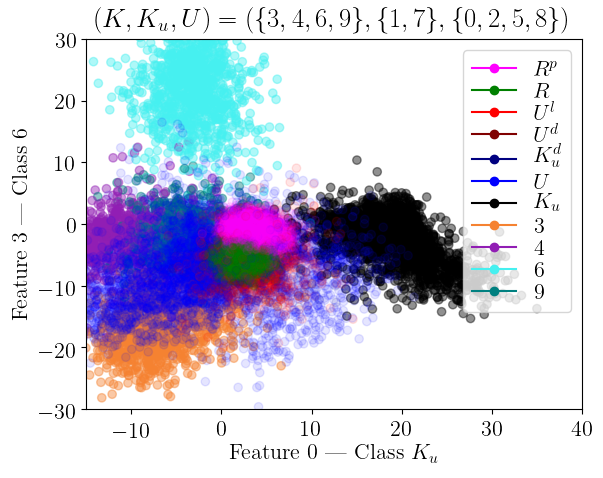 (K, K_u, U) = ({3, 4, 6, 9}, {1, 7}, {0, 2, 5, 8})
30
20
10
0
−10
−20
−30
Feature 3 — Class 6
R^p
R
U^l
U^d
K_u^d
U
K_u
3
4
6
9
−10
0
10
20
30
40
Feature 0 — Class K_u